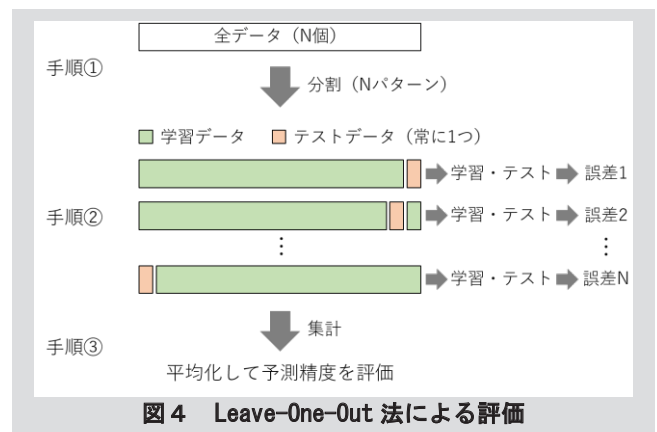 全データ（N個）
手順①
分割（Nパターン）
学習データ テストデータ（常に1つ）
学習・テスト 誤差1
手順②
学習・テスト 誤差2
⋮ ⋮
学習・テスト 誤差N
集計
手順③
平均化して予測精度を評価
図４ Leave-One-Out 法による評価